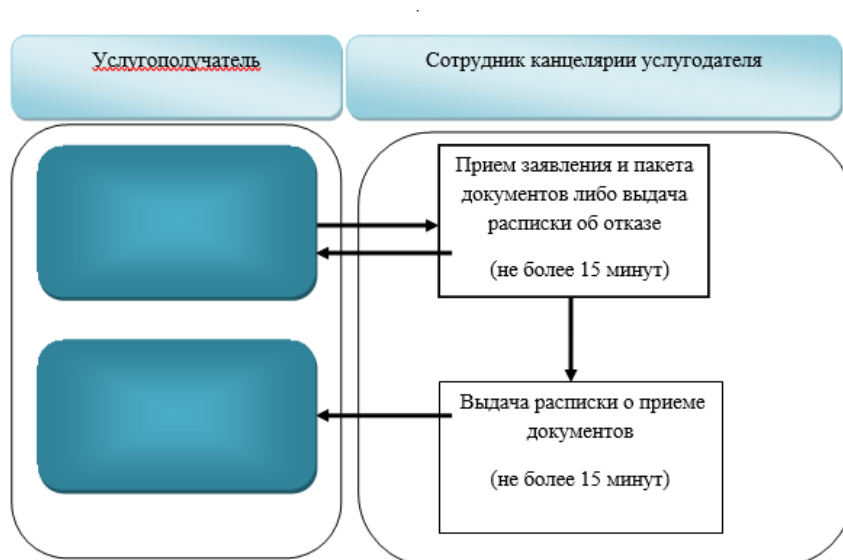 Услугополучатель
Сотрудник канцелярии услугодателя
Прием заявления и пакета
документов либо выдача
расписки об отказе
(не более 15 минут)
Выдача расписки о приеме
документов
(не более 15 минут)